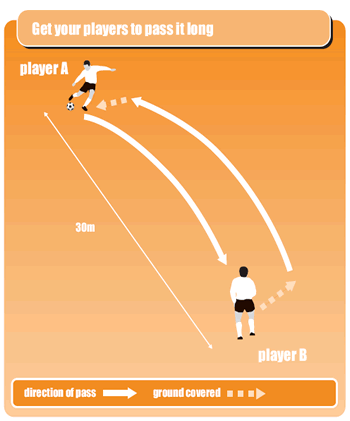 Get your players to pass it long
player A
30m
player B
direction of pass ground covered